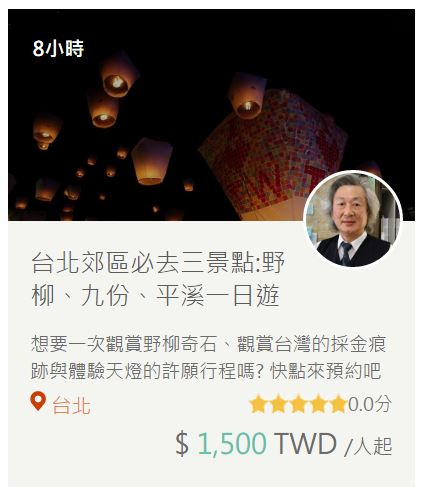 8小時
台北郊區必去三景點:野
柳、九份、平溪一日遊
想要一次觀賞野柳奇石、觀賞台灣的採金痕
跡與體驗天燈的許願行程嗎? 快點來預約吧
台北
0.0分
$ 1,500 TWD /人起